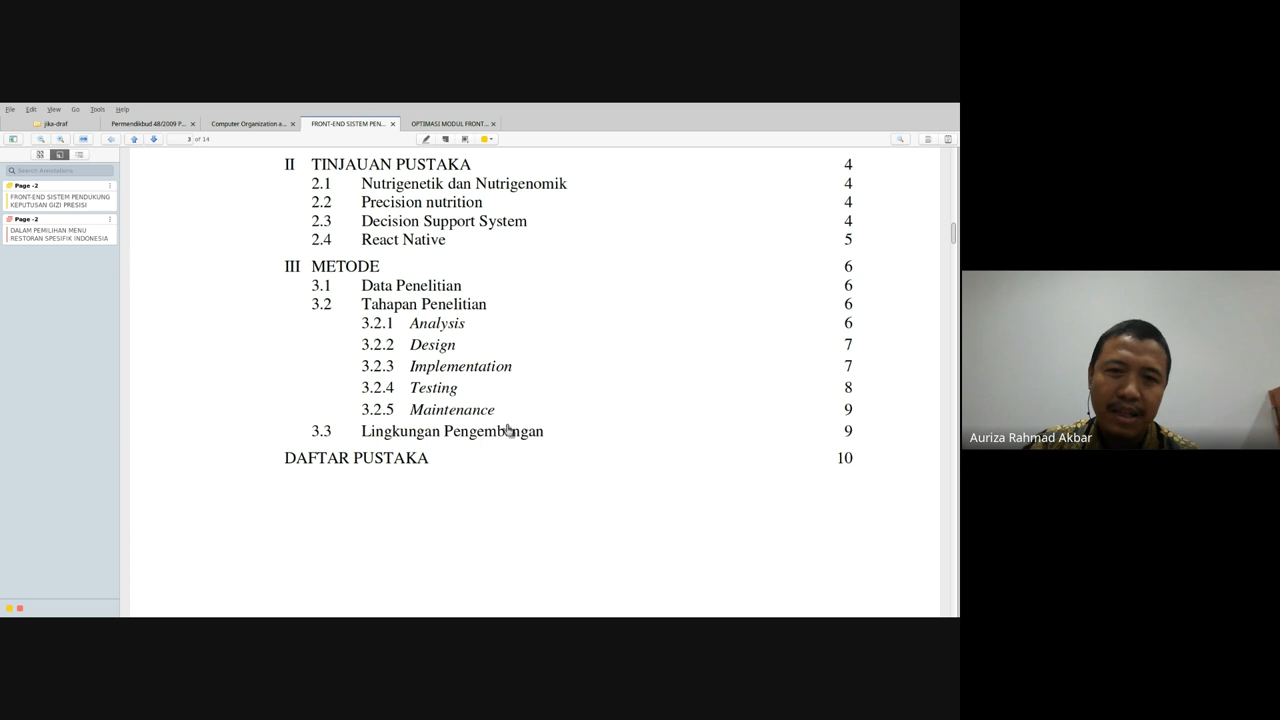 File Edit View Go Tools Help
jika-draf Permendikbud 48/2009 P... Computer Organization a... FRONT-END SISTEM PEN... OPTIMASI MODUL FRONT...
3 of 14
Search Annotations
Page -2
FRONT-END SISTEM PENDUKUNG
KEPUTUSAN GIZI PRESISI
Page -2
DALAM PEMILIHAN MENU
RESTORAN SPESIFIK INDONESIA
II TINJAUAN PUSTAKA 4
2.1 Nutrigenetik dan Nutrigenomik 4
2.2 Precision nutrition 4
2.3 Decision Support System 4
2.4 React Native 5
III METODE 6
3.1 Data Penelitian 6
3.2 Tahapan Penelitian 6
3.2.1 Analysis 6
3.2.2 Design 7
3.2.3 Implementation 7
3.2.4 Testing 8
3.2.5 Maintenance 9
3.3 Lingkungan Pengembangan 9
DAFTAR PUSTAKA 10
Auriza Rahmad Akbar